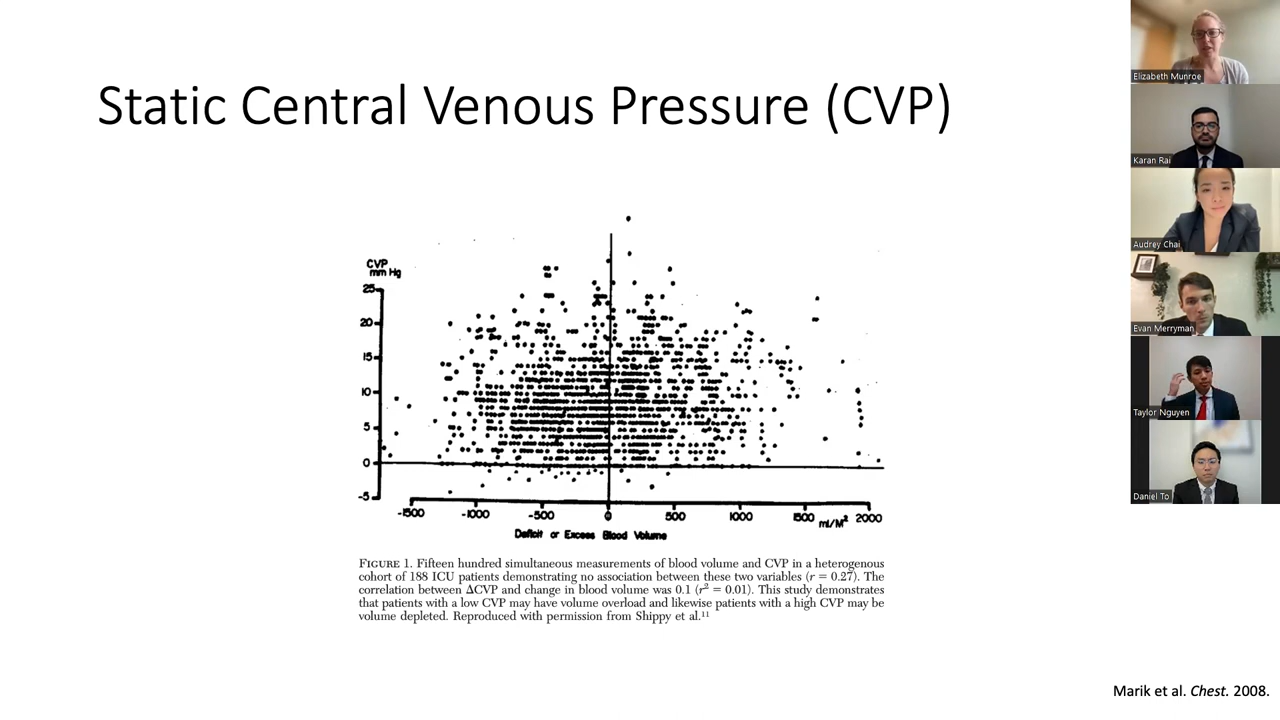 Static Central Venous Pressure (CVP)
CVP
mm Hg
25
20
15
10
5
0
-5
-1500 -1000 -500 0 500 1000 1500 ml/M² 2000
Deficit or Excess Blood Volume
FIGURE 1. Fifteen hundred simultaneous measurements of blood volume and CVP in a heterogenous
cohort of 188 ICU patients demonstrating no association between these two variables (r = 0.27). The
correlation between ΔCVP and change in blood volume was 0.1 (r² = 0.01). This study demonstrates
that patients with a low CVP may have volume overload and likewise patients with a high CVP may be
volume depleted. Reproduced with permission from Shippy et al.¹¹
Marik et al. Chest. 2008.
Elizabeth Munroe
Karan Rai
Audrey Chai
Evan Merryman
Taylor Nguyen
Daniel To